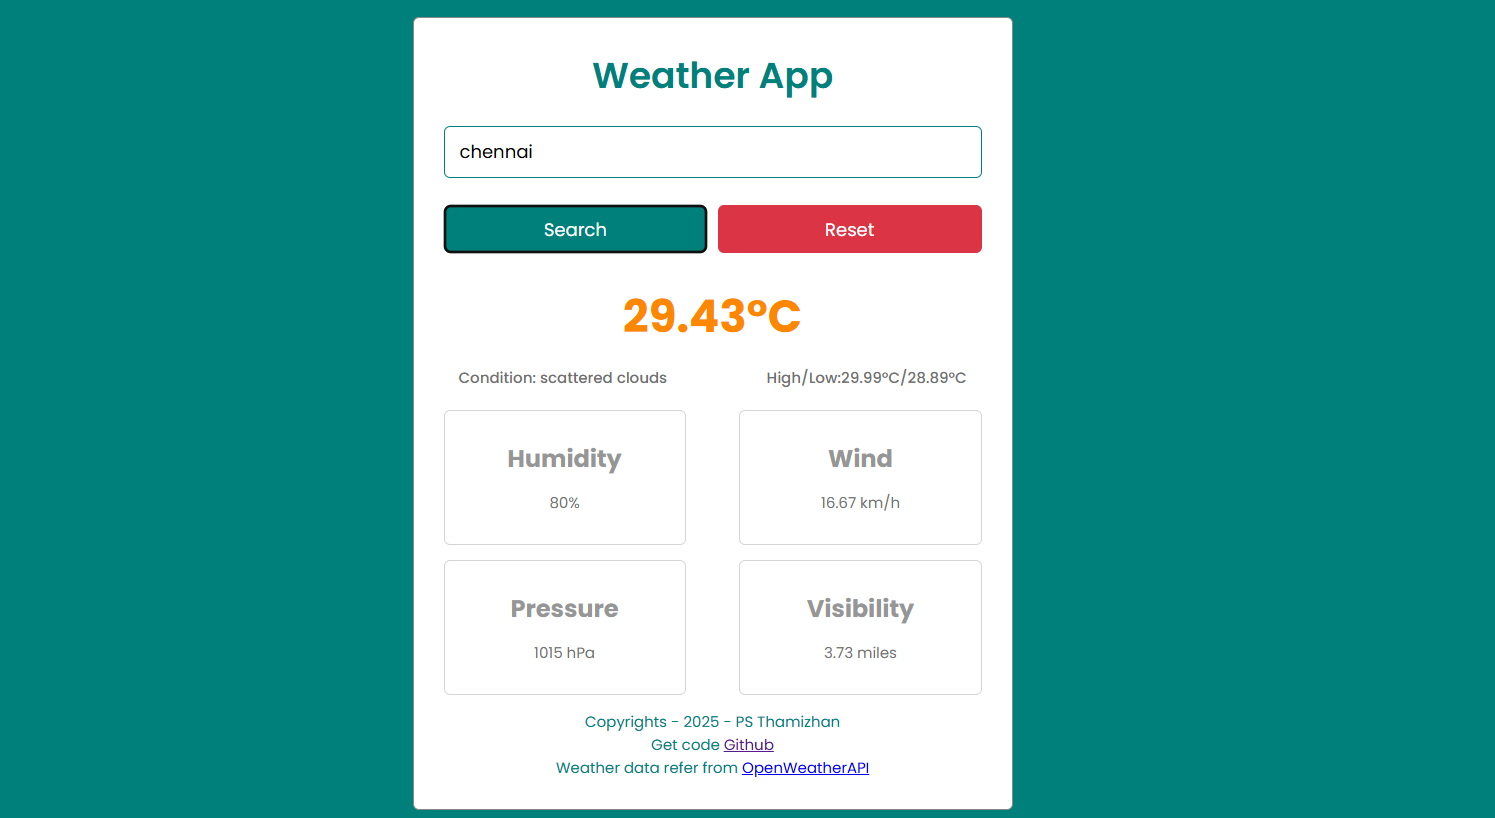 Weather App
chennai
Search Reset
29.43°C
Condition: scattered clouds High/Low:29.99°C/28.89°C
Humidity Wind
80% 16.67 km/h
Pressure Visibility
1015 hPa 3.73 miles
Copyrights - 2025 - PS Thamizhan
Get code Github
Weather data refer from OpenWeatherAPI